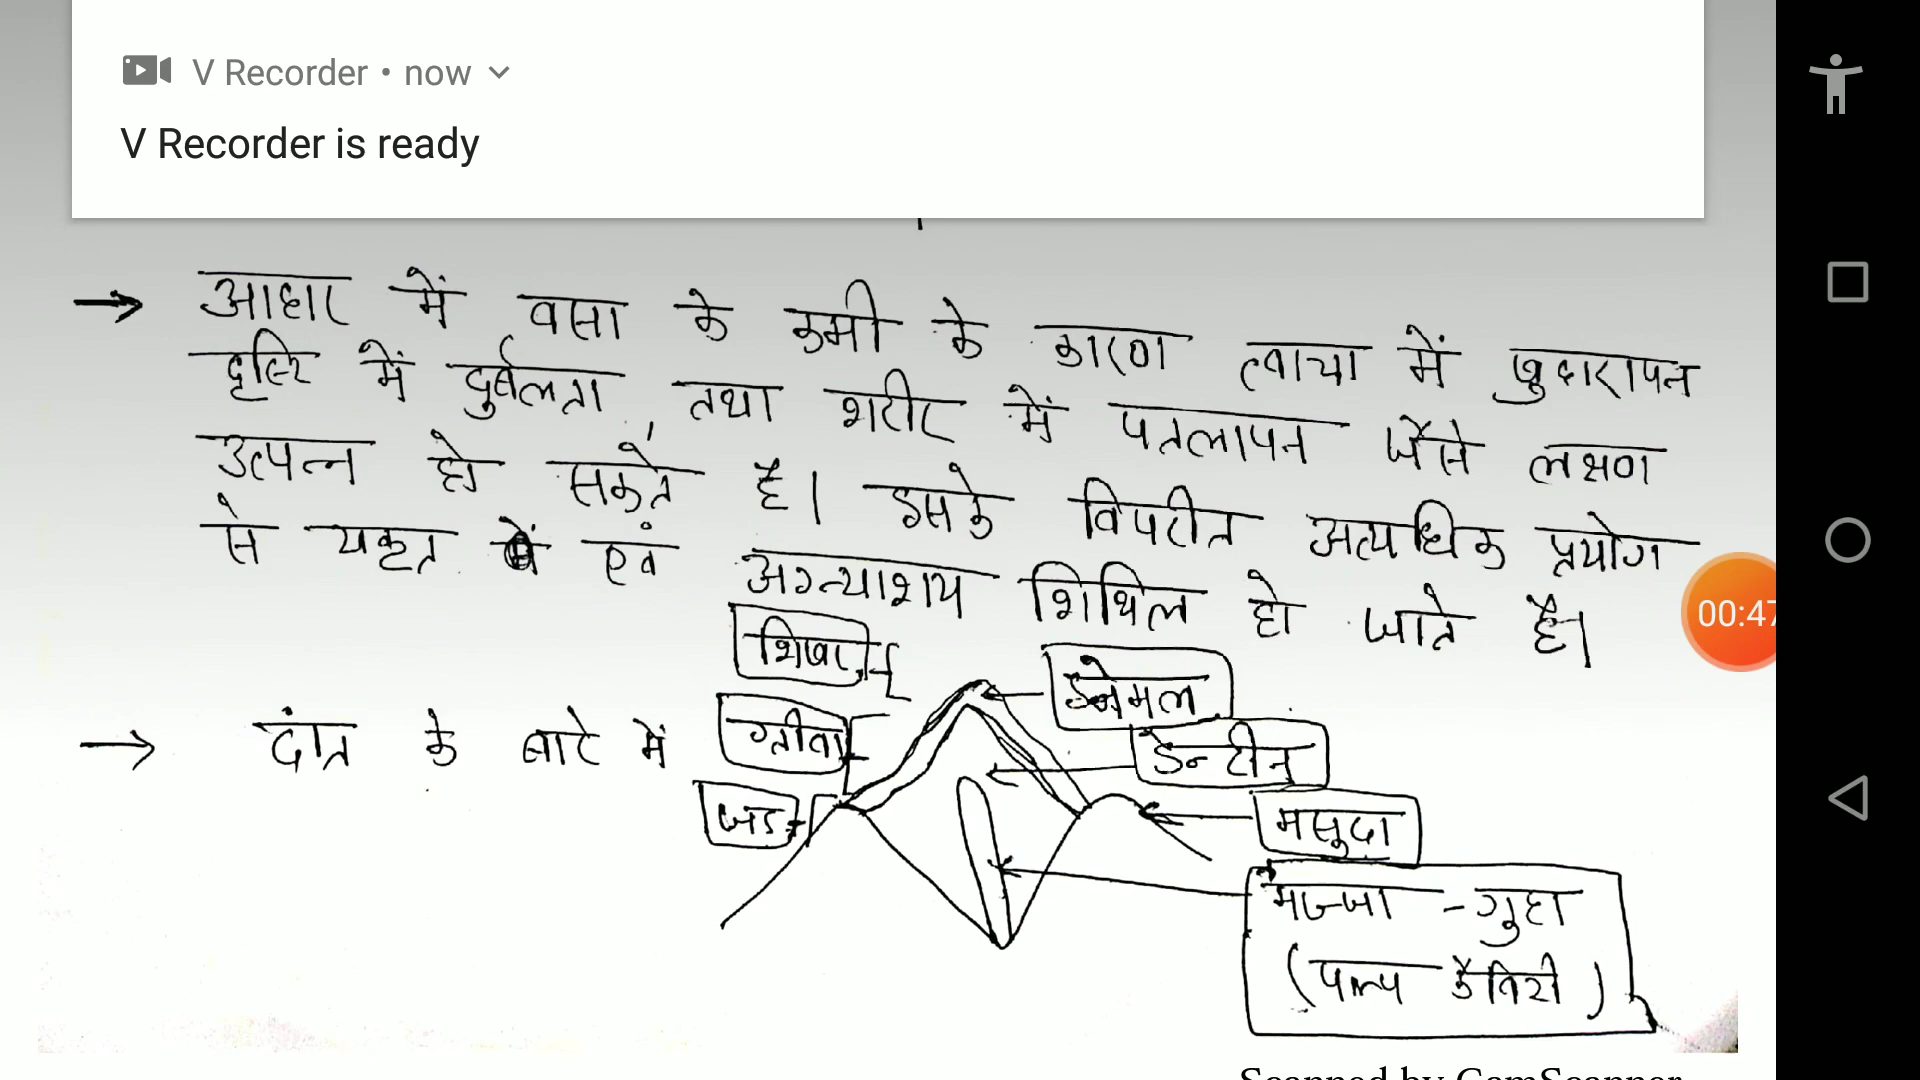 V Recorder • now
V Recorder is ready
→ आहार में वसा के कमी के कारण त्वाचा में खुदारापन
दृष्टि में दुर्बलता, तथा शरीर में पतलापन जैसे लक्षण
उत्पन्न हो सकते है। इसके विपरीत अत्यधिक प्रयोग
से यकृत एवं अग्न्याशय शिथिल हो जाते है।
शिखर
इनेमल
→ दांत के बारे में
ग्रीवा
डेन्टीन
जड
मसुढा
मज्जा - गुहा
(पल्प कैविटी)
00:47
Scanned by CamScanner